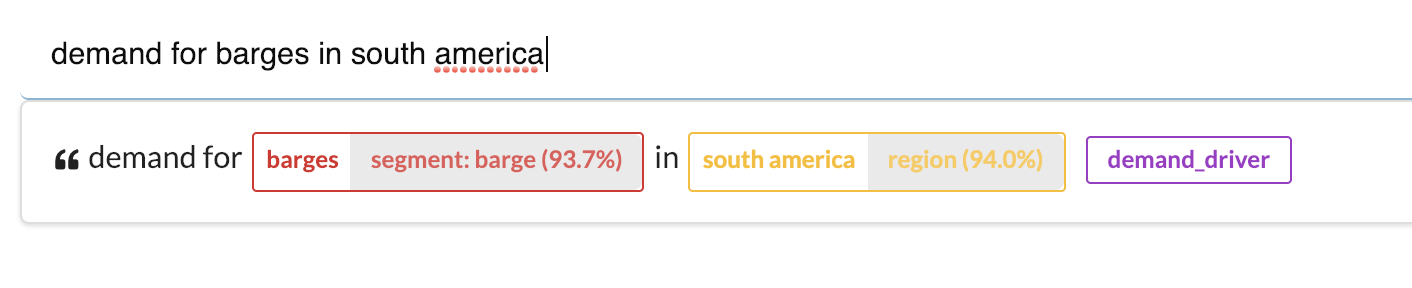 demand for barges in south america
“ demand for barges segment: barge (93.7%) in south america region (94.0%) demand_driver